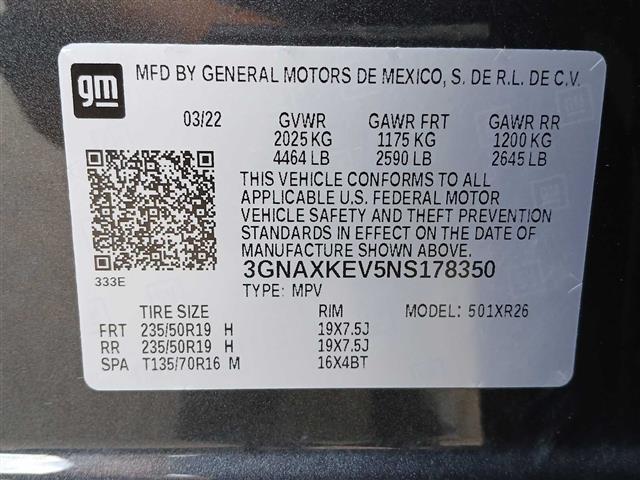 gm MFD BY GENERAL MOTORS DE MEXICO, S. DE R.L. DE C.V.
03/22 GVWR GAWR FRT GAWR RR
2025 KG 1175 KG 1200 KG
4464 LB 2590 LB 2645 LB
THIS VEHICLE CONFORMS TO ALL
APPLICABLE U.S. FEDERAL MOTOR
VEHICLE SAFETY AND THEFT PREVENTION
STANDARDS IN EFFECT ON THE DATE OF
MANUFACTURE SHOWN ABOVE.
333E 3GNAXKEV5NS178350
TYPE: MPV
TIRE SIZE RIM MODEL: 501XR26
FRT 235/50R19 H 19X7.5J
RR 235/50R19 H 19X7.5J
SPA T135/70R16 M 16X4BT